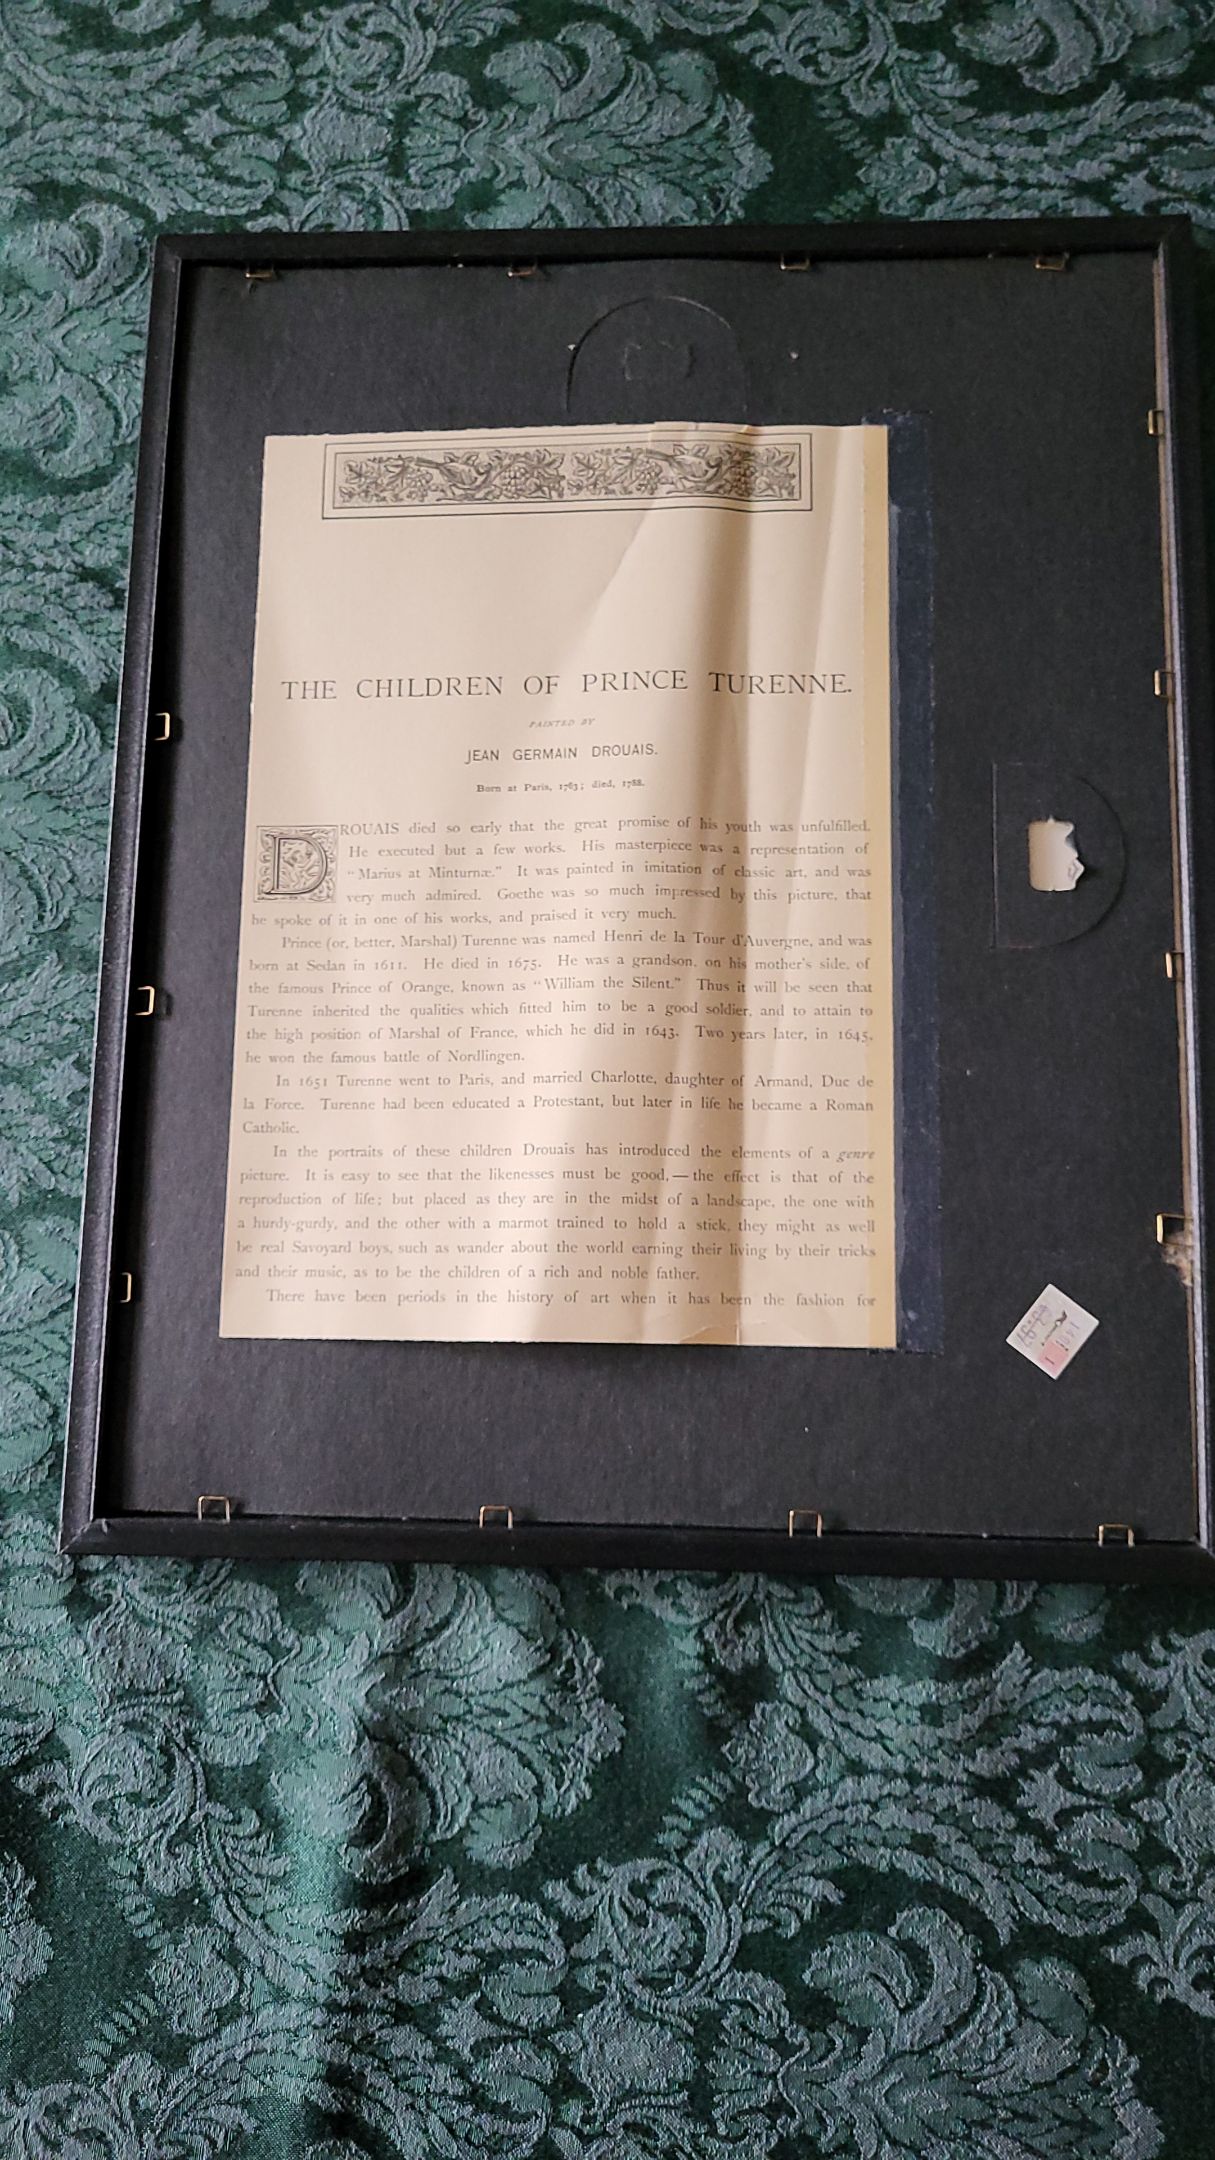 THE CHILDREN OF PRINCE TURENNE.
PAINTED BY
JEAN GERMAIN DROUAIS.
Born at Paris, 1763; died, 1788.
DROUAIS died so early that the great promise of his youth was unfulfilled.
He executed but a few works. His masterpiece was a representation of
"Marius at Minturnæ." It was painted in imitation of classic art, and was
very much admired. Goethe was so much impressed by this picture, that
he spoke of it in one of his works, and praised it very much.
Prince (or, better, Marshal) Turenne was named Henri de la Tour d'Auvergne, and was
born at Sedan in 1611. He died in 1675. He was a grandson, on his mother's side, of
the famous Prince of Orange, known as "William the Silent." Thus it will be seen that
Turenne inherited the qualities which fitted him to be a good soldier, and to attain to
the high position of Marshal of France, which he did in 1643. Two years later, in 1645,
he won the famous battle of Nordlingen.
In 1651 Turenne went to Paris, and married Charlotte, daughter of Armand, Duc de
la Force. Turenne had been educated a Protestant, but later in life he became a Roman
Catholic.
In the portraits of these children Drouais has introduced the elements of a genre
picture. It is easy to see that the likenesses must be good,—the effect is that of the
reproduction of life; but placed as they are in the midst of a landscape, the one with
a hurdy-gurdy, and the other with a marmot trained to hold a stick, they might as well
be real Savoyard boys, such as wander about the world earning their living by their tricks
and their music, as to be the children of a rich and noble father.
There have been periods in the history of art when it has been the fashion for